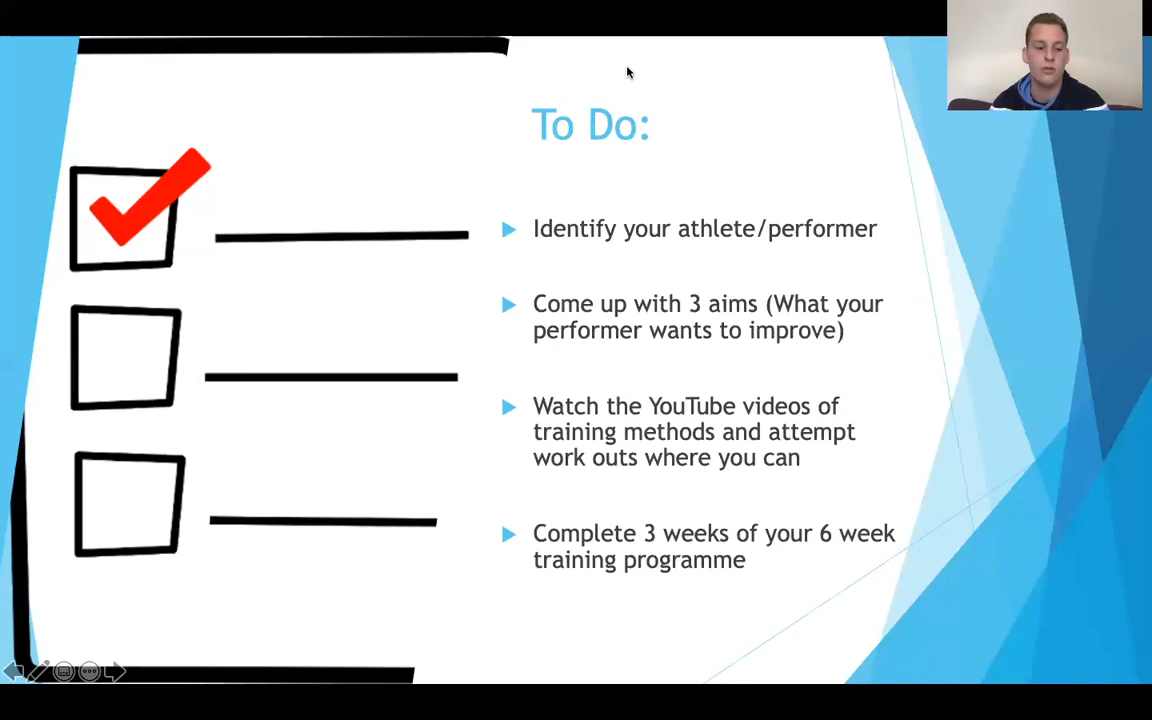 To Do:
Identify your athlete/performer
Come up with 3 aims (What your
performer wants to improve)
Watch the YouTube videos of
training methods and attempt
work outs where you can
Complete 3 weeks of your 6 week
training programme